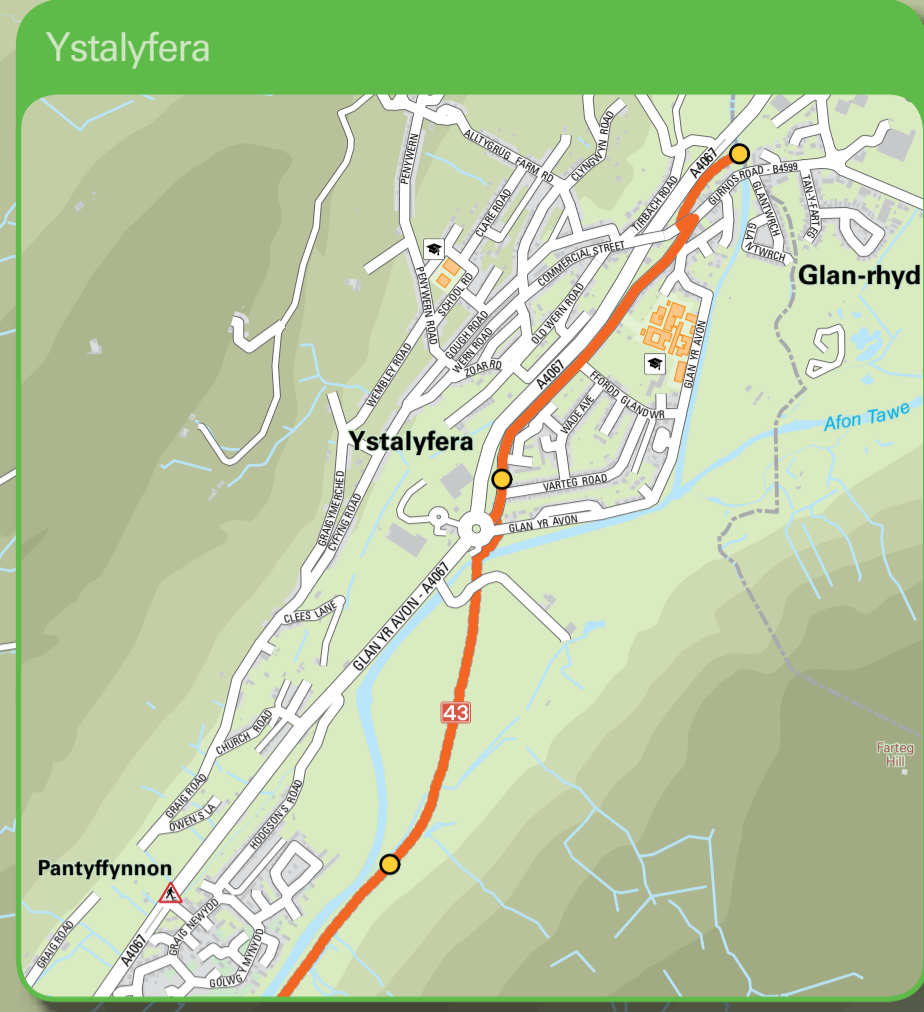 Ystalyfera
PENYWERN
ALLTYGRUG FARM RD
CLYNGWYN ROAD
A4067
GURNOS ROAD - B4599
TIRBACH ROAD
CLARE ROAD
GLANTWRCH
TAN-Y-FARTEG
GLANTWRCH
COMMERCIAL STREET
Glan-rhyd
PENYWERN ROAD
SCHOOL RD
OLD WERN ROAD
GOUGH ROAD
WERN ROAD
ZOAR RD
GLAN YR AVON
WEMBLEY ROAD
A4067
FFORDD GLANDWR
WADE AVE
Afon Tawe
Ystalyfera
VARTEG ROAD
GRAIGYMERCHED
CYFYNG ROAD
GLAN YR AVON
GLAN YR AVON - A4067
CLEES LANE
43
CHURCH ROAD
Farteg
Hill
GRAIG ROAD
OWEN'S LA
HODGSON'S ROAD
Pantyffynnon
GRAIG NEWYDD
GRAIG ROAD
A4067
GOLWG Y MYNYDD